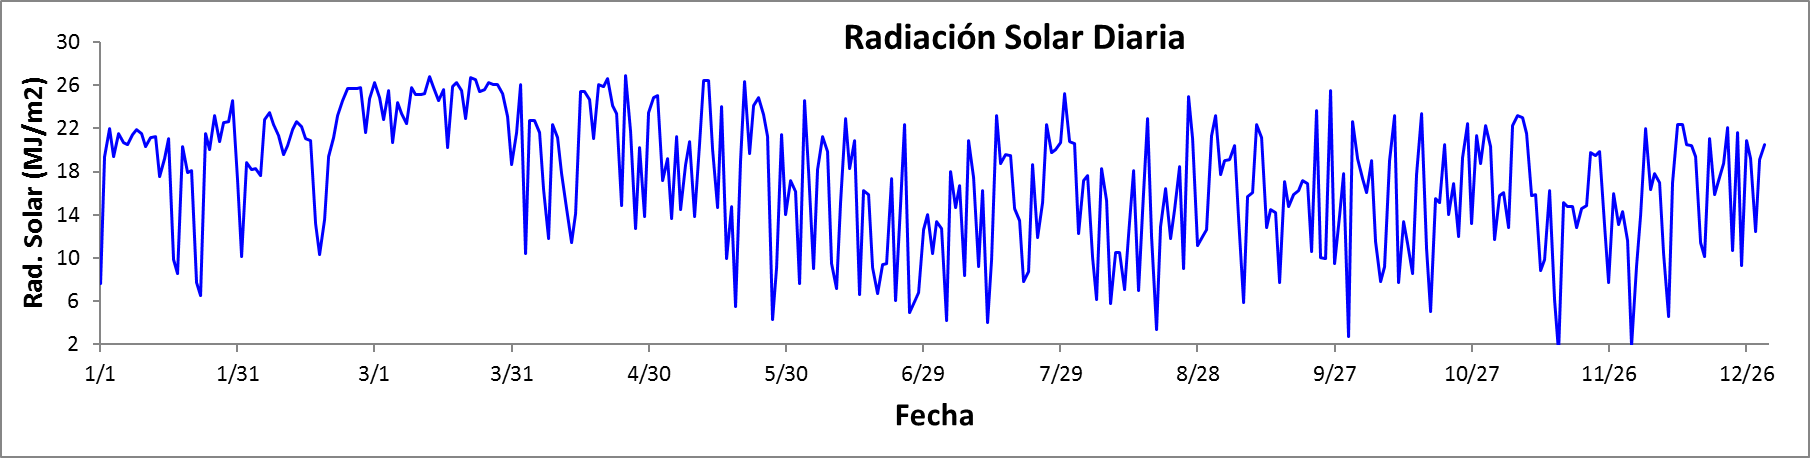 Radiación Solar Diaria
Rad. Solar (MJ/m2)
30
26
22
18
14
10
6
2
1/1 1/31 3/1 3/31 4/30 5/30 6/29 7/29 8/28 9/27 10/27 11/26 12/26
Fecha